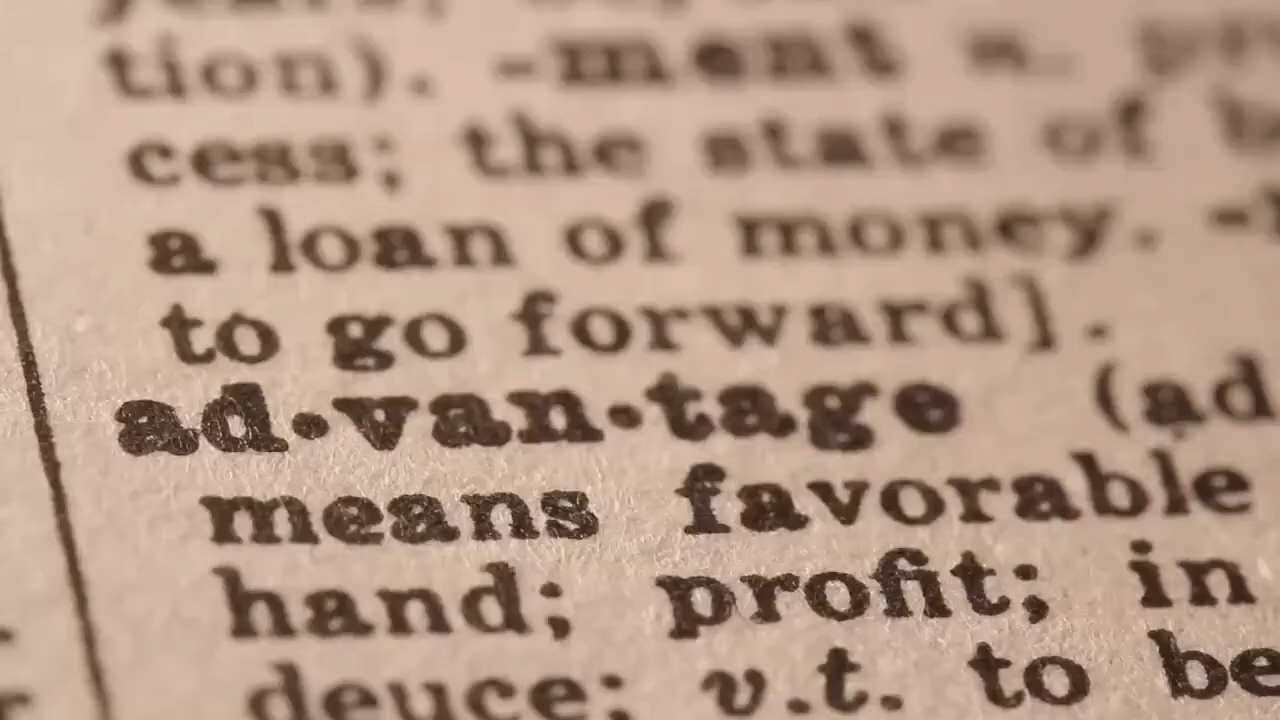 tion). -ment n.
cess; the state of
a loan of money.
to go forward].
ad•van•tage (ad
means favorable
hand; profit; in
deuce; v.t. to be